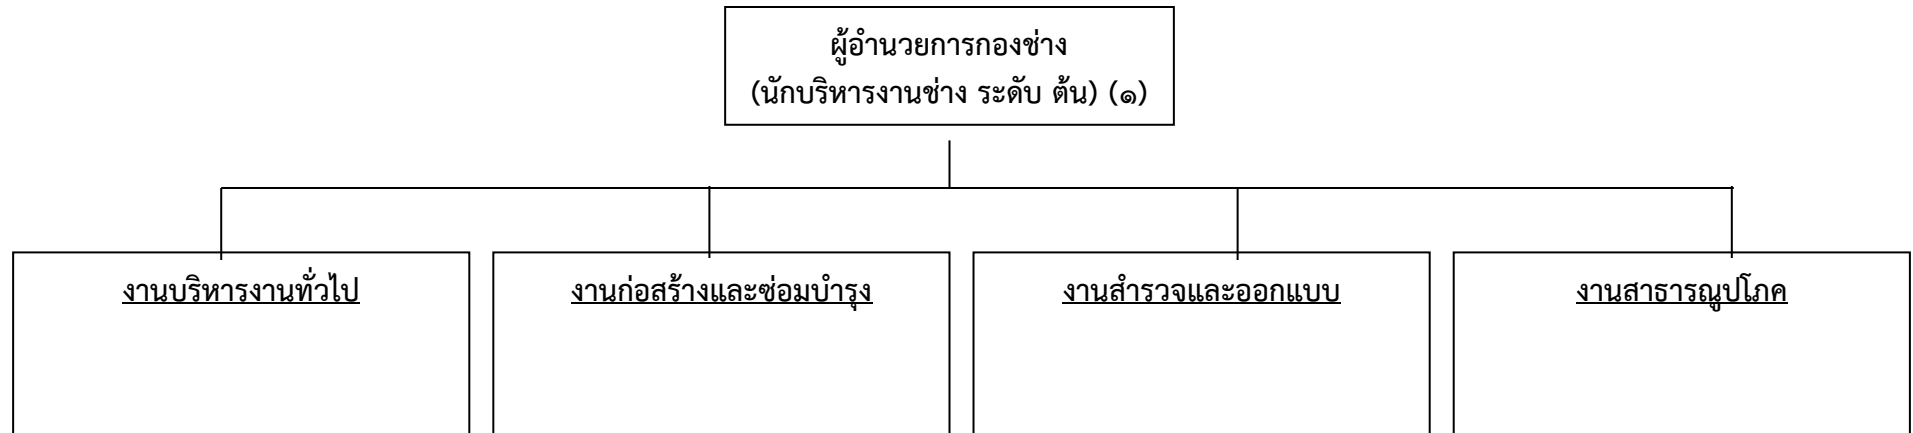 ผู้อำนวยการกองช่าง
(นักบริหารงานช่าง ระดับ ต้น) (๑)
งานบริหารงานทั่วไป
งานก่อสร้างและซ่อมบำรุง
งานสำรวจและออกแบบ
งานสาธารณูปโภค